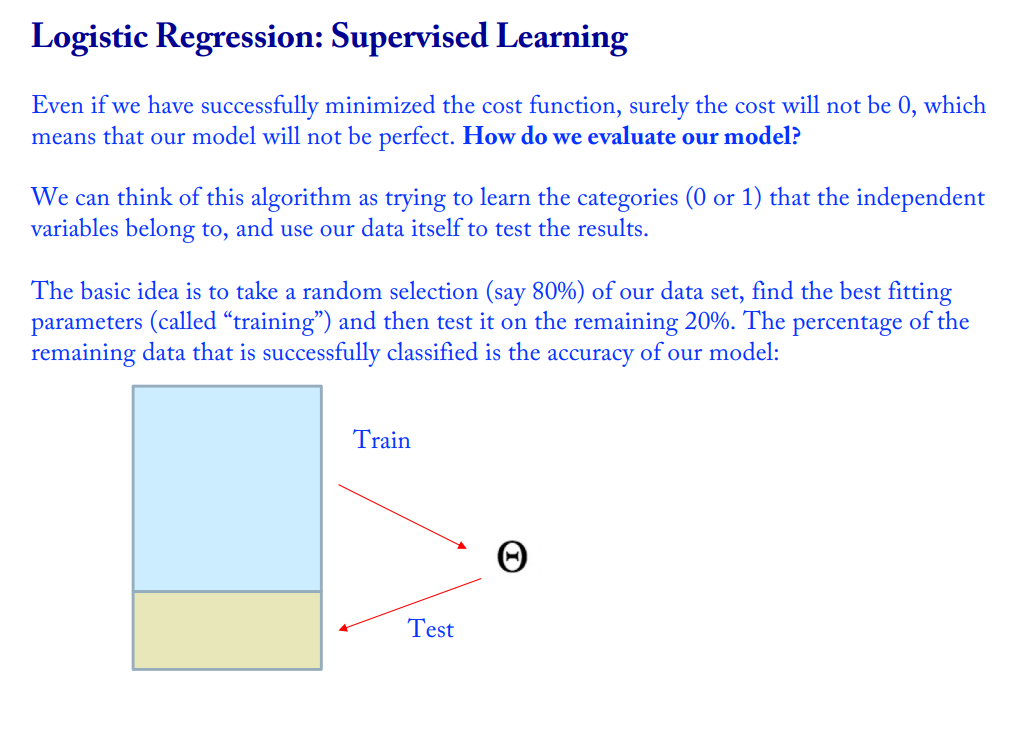 Logistic Regression: Supervised Learning
Even if we have successfully minimized the cost function, surely the cost will not be 0, which
means that our model will not be perfect. How do we evaluate our model?
We can think of this algorithm as trying to learn the categories (0 or 1) that the independent
variables belong to, and use our data itself to test the results.
The basic idea is to take a random selection (say 80%) of our data set, find the best fitting
parameters (called “training”) and then test it on the remaining 20%. The percentage of the
remaining data that is successfully classified is the accuracy of our model:
Train
Θ
Test